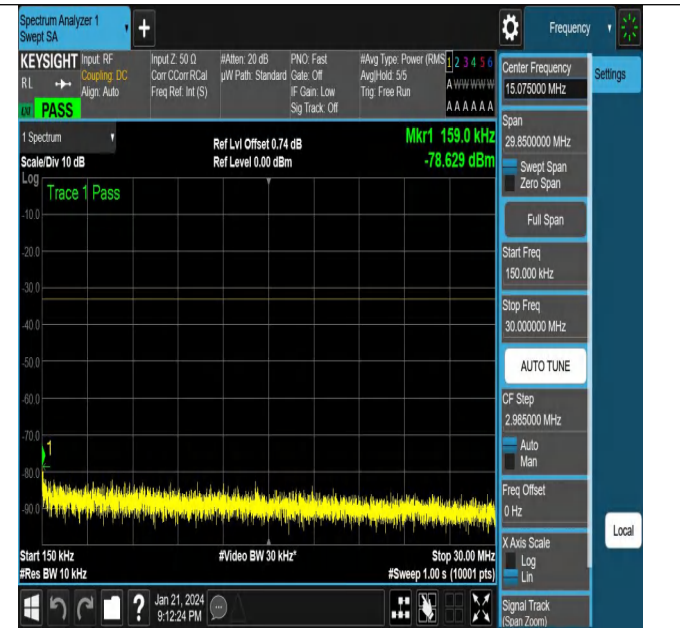 Spectrum Analyzer 1
Swept SA
+
Frequency
KEYSIGHT
RL
PASS
Input: RF
Coupling: DC
Align: Auto
Input Z: 50 Ω
Corr CCorr RCal
Freq Ref: Int (S)
#Atten: 20 dB
µW Path: Standard
PNO: Fast
Gate: Off
IF Gain: Low
Sig Track: Off
#Avg Type: Power (RMS
Avg|Hold: 5/5
Trig: Free Run
1 2 3 4 5 6
A W W W W W
A A A A A A
1 Spectrum
Scale/Div 10 dB
Log
Ref Lvl Offset 0.74 dB
Ref Level 0.00 dBm
Mkr1 159.0 kHz
-78.629 dBm
Trace 1 Pass
-10.0
-20.0
-30.0
-40.0
-50.0
-60.0
-70.0
1
-80.0
-90.0
Start 150 kHz
#Res BW 10 kHz
#Video BW 30 kHz*
Stop 30.00 MHz
#Sweep 1.00 s (10001 pts)
Jan 21, 2024
9:12:24 PM
Center Frequency
15.075000 MHz
Span
29.8500000 MHz
Swept Span
Zero Span
Full Span
Start Freq
150.000 kHz
Stop Freq
30.000000 MHz
AUTO TUNE
CF Step
2.985000 MHz
Auto
Man
Freq Offset
0 Hz
X Axis Scale
Log
Lin
Signal Track
(Span Zoom)
Settings
Local